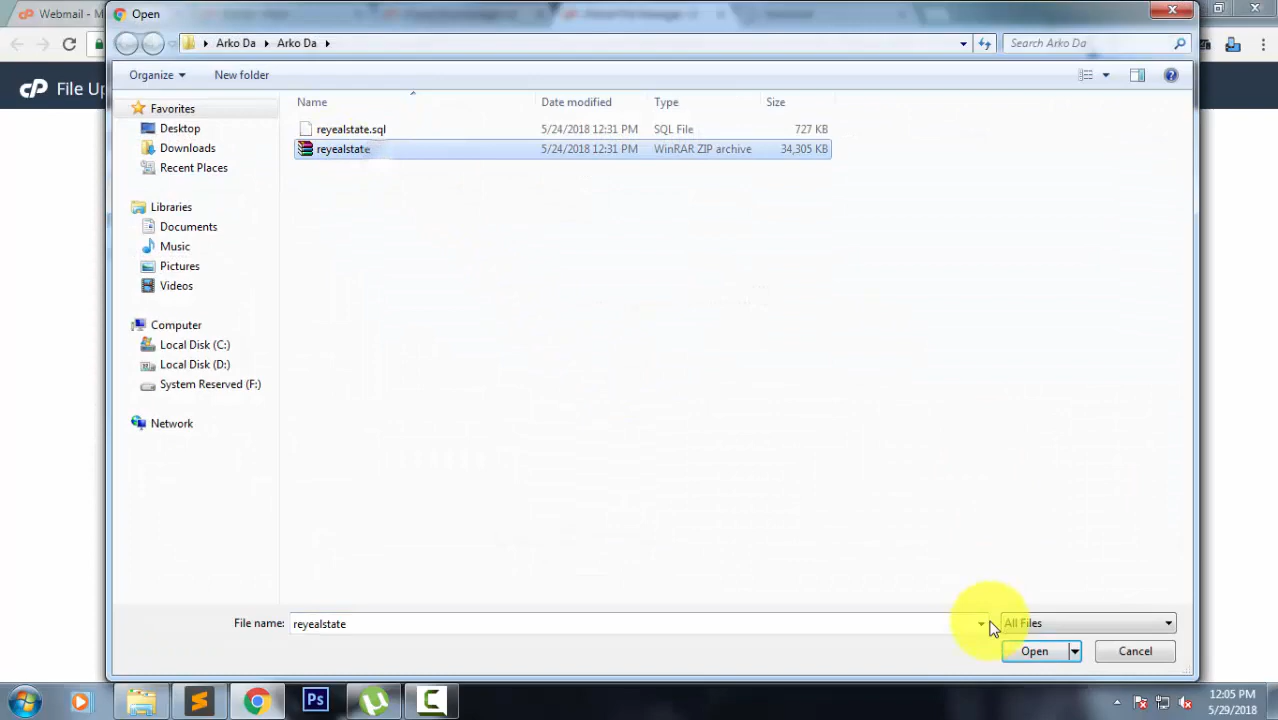 Webmail - M
Open
Arko Da
Arko Da
Search Arko Da
File Up
Organize
New folder
Name
Date modified
Type
Size
Favorites
Desktop
Downloads
Recent Places
Libraries
Documents
Music
Pictures
Videos
Computer
Local Disk (C:)
Local Disk (D:)
System Reserved (F:)
Network
reyealstate.sql
5/24/2018 12:31 PM
SQL File
727 KB
reyealstate
5/24/2018 12:31 PM
WinRAR ZIP archive
34,305 KB
File name:
reyealstate
All Files
Open
Cancel
Ps
12:05 PM
5/29/2018